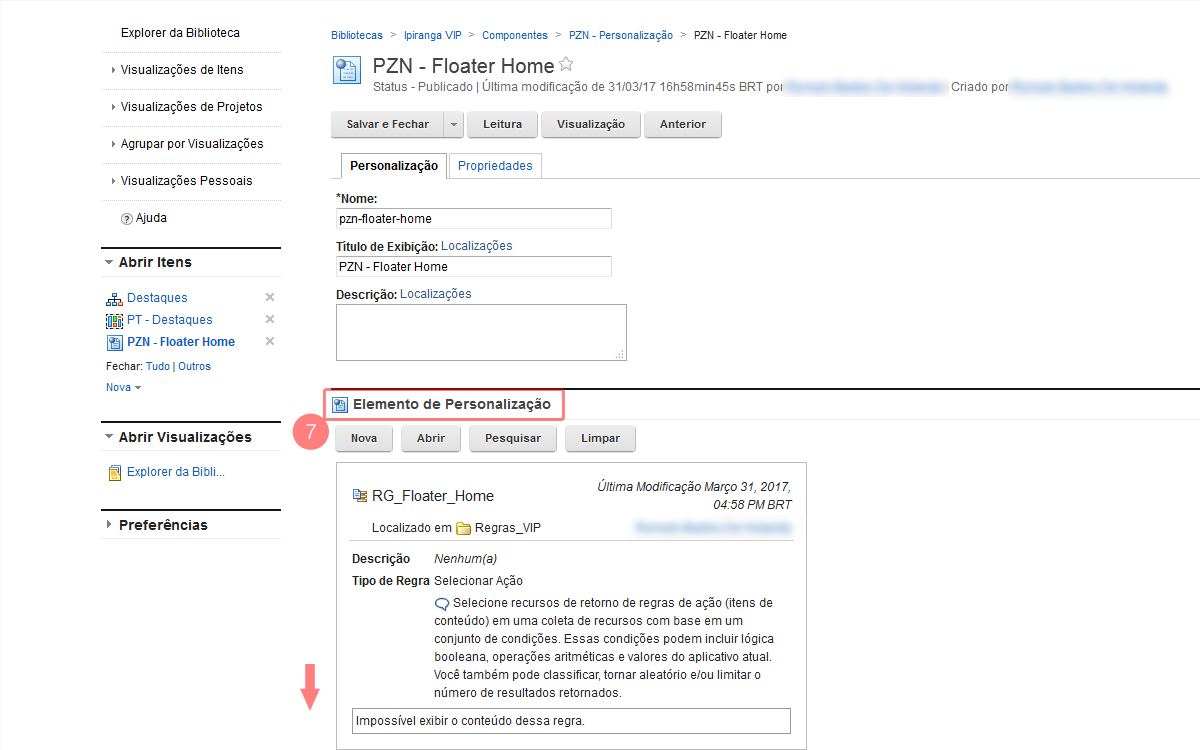 Explorer da Biblioteca
Visualizações de Itens
Visualizações de Projetos
Agrupar por Visualizações
Visualizações Pessoais
? Ajuda
Abrir Itens
Destaques
PT - Destaques
PZN - Floater Home
Fechar: Tudo | Outros
Nova
Abrir Visualizações
Explorer da Bibli...
Preferências
Bibliotecas > Ipiranga VIP > Componentes > PZN - Personalização > PZN - Floater Home
PZN - Floater Home
Status - Publicado | Última modificação de 31/03/17 16h58min45s BRT por Criado por
Salvar e Fechar Leitura Visualização Anterior
Personalização Propriedades
*Nome:
pzn-floater-home
Título de Exibição: Localizações
PZN - Floater Home
Descrição: Localizações
Elemento de Personalização
7
Nova Abrir Pesquisar Limpar
RG_Floater_Home
Última Modificação Março 31, 2017,
04:58 PM BRT
Localizado em Regras_VIP
Descrição Nenhum(a)
Tipo de Regra Selecionar Ação
Selecione recursos de retorno de regras de ação (itens de
conteúdo) em uma coleta de recursos com base em um
conjunto de condições. Essas condições podem incluir lógica
booleana, operações aritméticas e valores do aplicativo atual.
Você também pode classificar, tornar aleatório e/ou limitar o
número de resultados retornados.
Impossível exibir o conteúdo dessa regra.